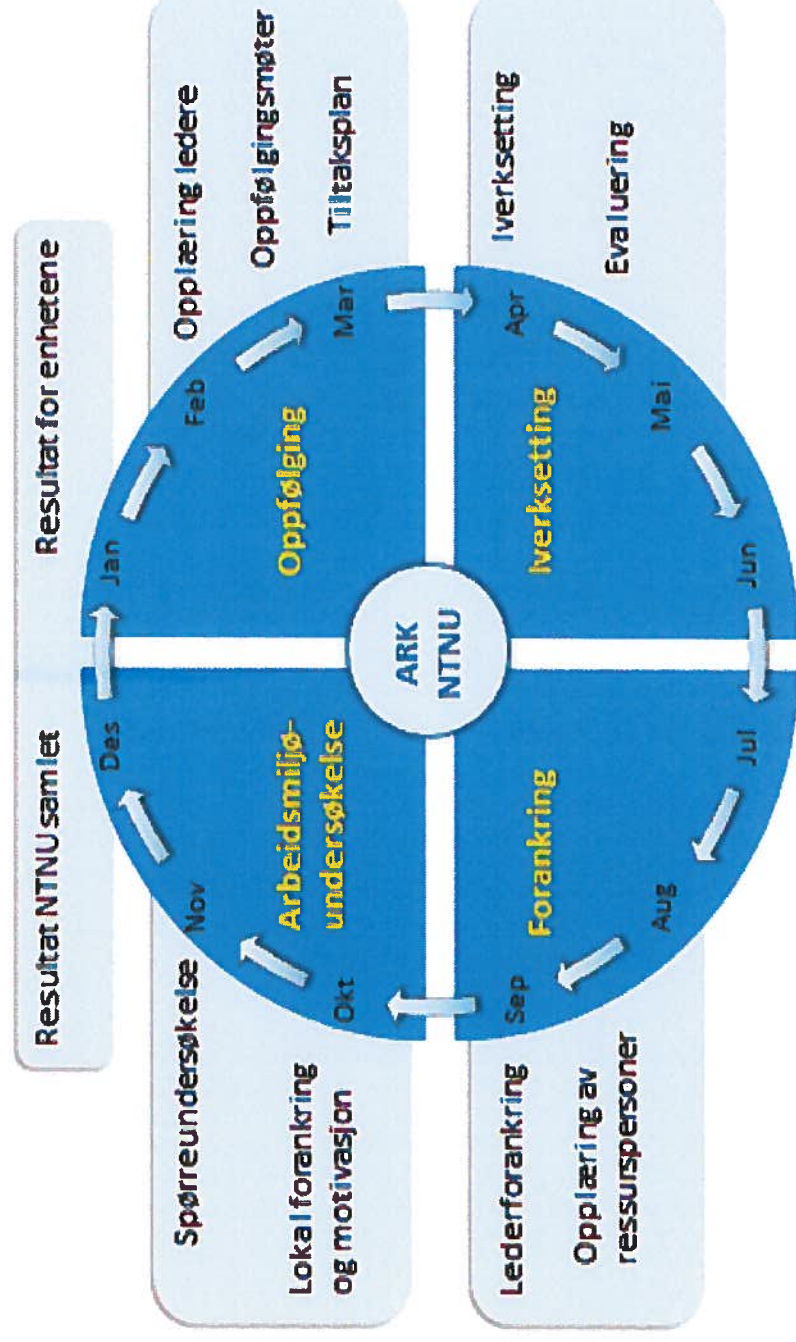 Resultat NTNU samlet
Resultat for enhetene
Spørreundersøkelse
Lokal forankring
og motivasjon
Opplæring ledere
Oppfølgingsmøter
Tiltaksplan
Lederforankring
Opplæring av
ressurspersoner
Iverksetting
Evaluering
Arbeidsmiljø-
undersøkelse
Oppfølging
Iverksetting
Forankring
ARK
NTNU
Jan
Feb
Mar
Apr
Mai
Jun
Jul
Aug
Sep
Okt
Nov
Des